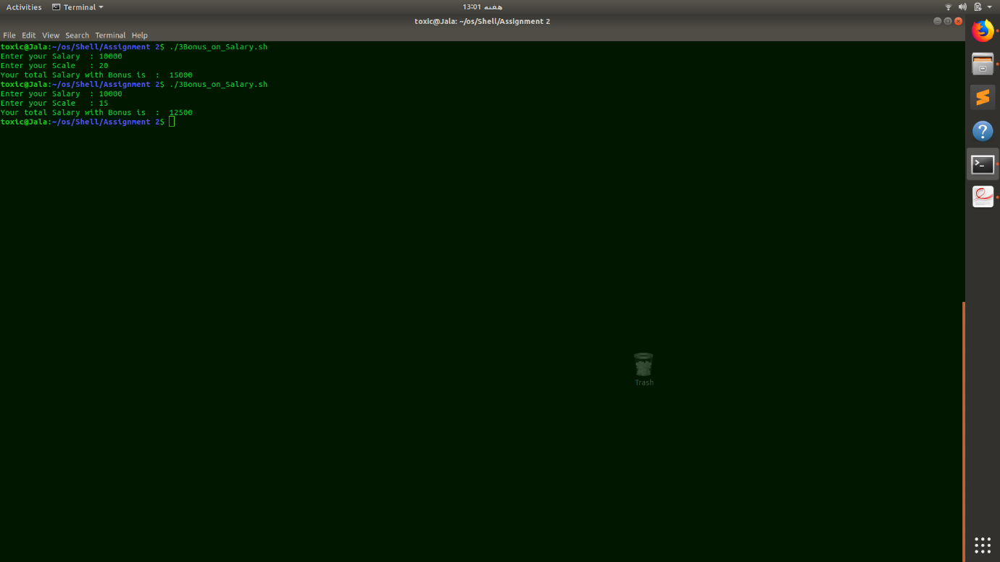 Activities Terminal 13:01 هفته
toxic@Jala: ~/os/Shell/Assignment 2
File Edit View Search Terminal Help
toxic@Jala:~/os/Shell/Assignment 2$ ./3Bonus_on_Salary.sh
Enter your Salary  : 10000
Enter your Scale   : 20
Your total Salary with Bonus is  :  15000
toxic@Jala:~/os/Shell/Assignment 2$ ./3Bonus_on_Salary.sh
Enter your Salary  : 10000
Enter your Scale   : 15
Your total Salary with Bonus is  :  12500
toxic@Jala:~/os/Shell/Assignment 2$
Trash